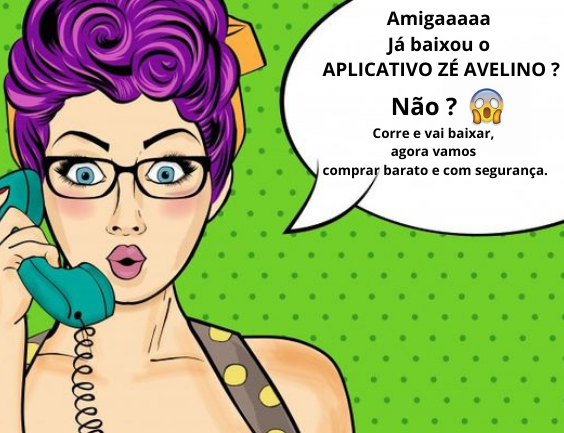 Amigaaaaa
Já baixou o
APLICATIVO ZÉ AVELINO ?
Não ? 😱
Corre e vai baixar,
agora vamos
comprar barato e com segurança.